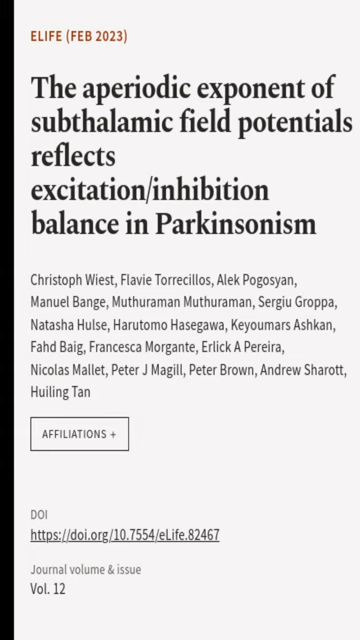 ELIFE (FEB 2023)
The aperiodic exponent of
subthalamic field potentials
reflects
excitation/inhibition
balance in Parkinsonism
Christoph Wiest, Flavie Torrecillos, Alek Pogosyan,
Manuel Bange, Muthuraman Muthuraman, Sergiu Groppa,
Natasha Hulse, Harutomo Hasegawa, Keyoumars Ashkan,
Fahd Baig, Francesca Morgante, Erlick A Pereira,
Nicolas Mallet, Peter J Magill, Peter Brown, Andrew Sharott,
Huiling Tan
AFFILIATIONS +
DOI
https://doi.org/10.7554/eLife.82467
Journal volume & issue
Vol. 12